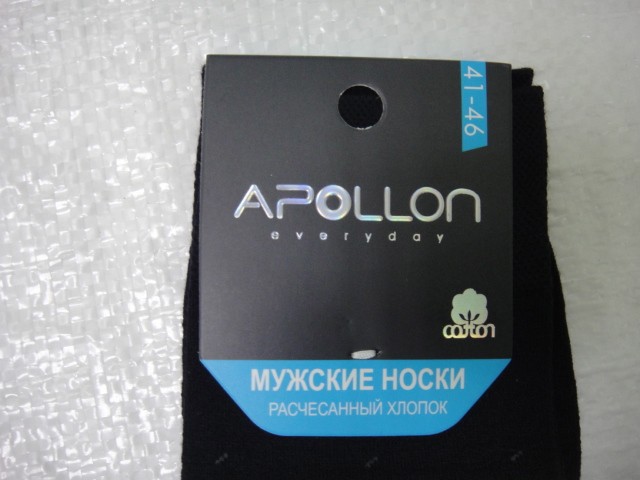 41-46
APOLLON
everyday
cotton
МУЖСКИЕ НОСКИ
РАСЧЕСАННЫЙ ХЛОПОК